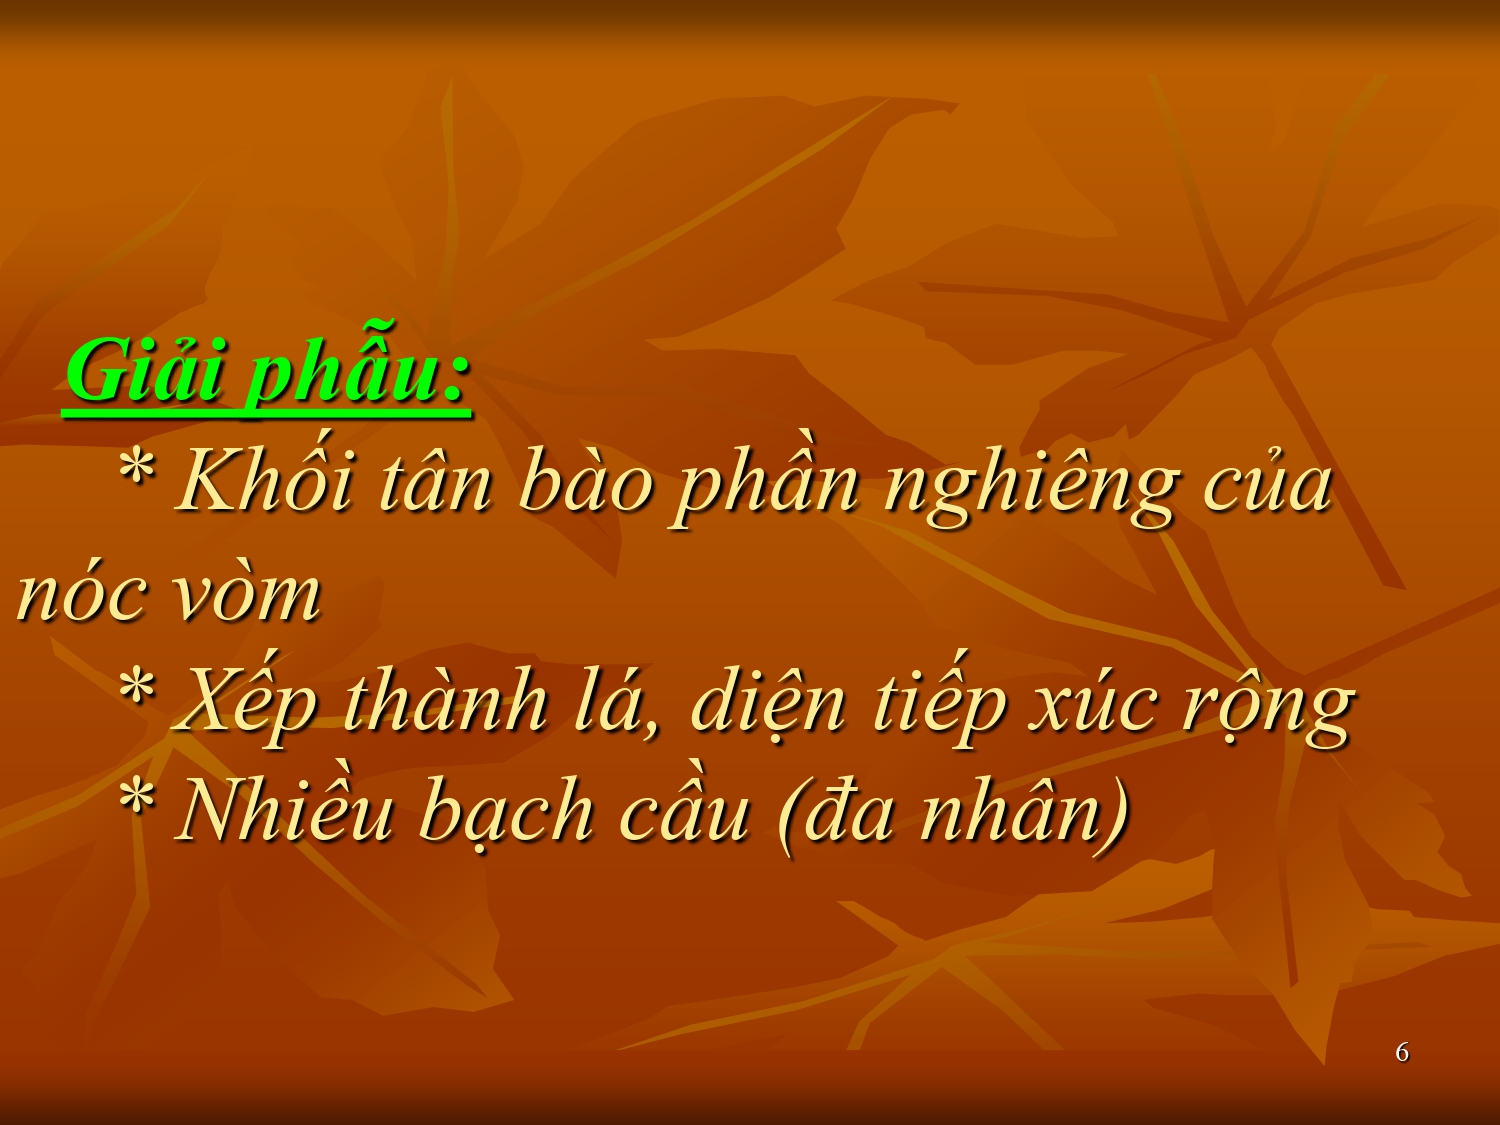 Giải phẫu:
* Khối tân bào phần nghiêng của
nóc vòm
* Xếp thành lá, diện tiếp xúc rộng
* Nhiều bạch cầu (đa nhân)
6